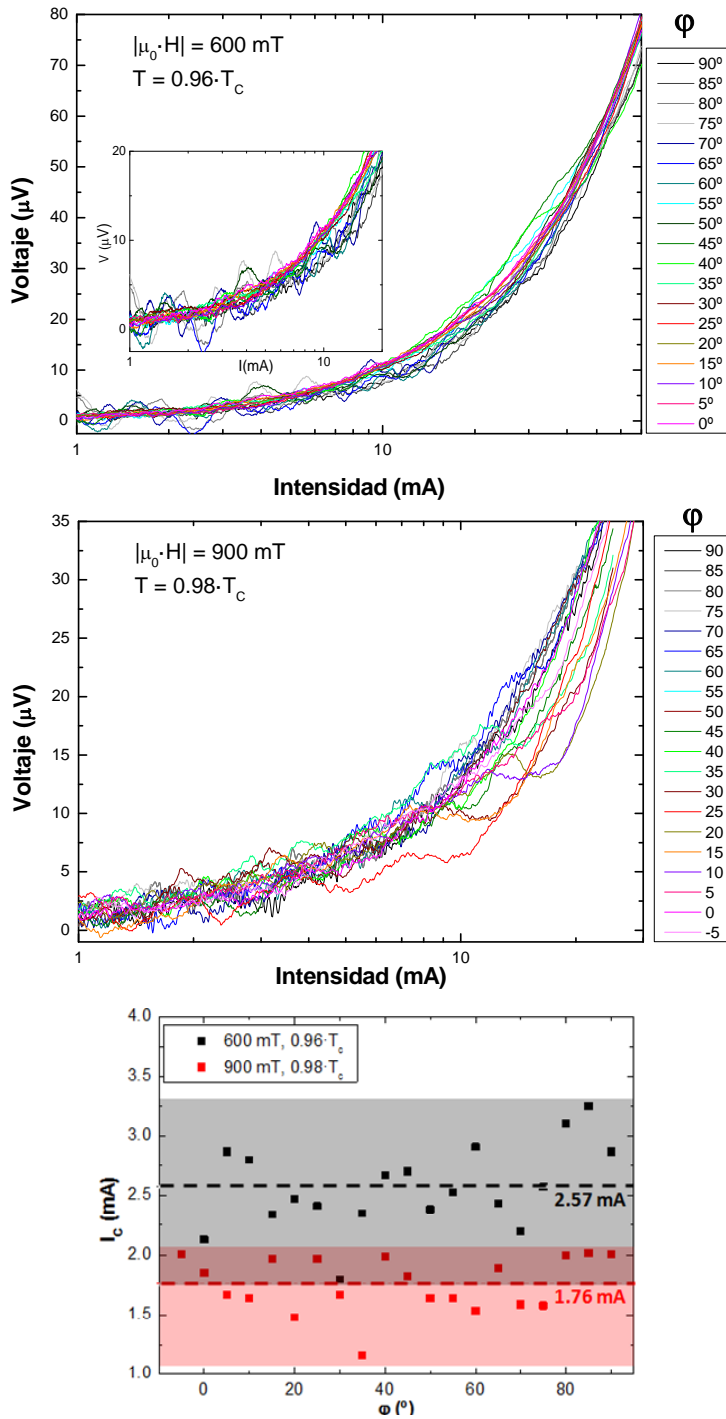 |μ₀·H| = 600 mT
T = 0.96·T_C
Voltaje (μV)
80
70
60
50
40
30
20
10
0
20
10
0
V (μV)
1
10
I(mA)
1
10
Intensidad (mA)
φ
90º
85º
80º
75º
70º
65º
60º
55º
50º
45º
40º
35º
30º
25º
20º
15º
10º
5º
0º
|μ₀·H| = 900 mT
T = 0.98·T_C
Voltaje (μV)
35
30
25
20
15
10
5
0
1
10
Intensidad (mA)
φ
90
85
80
75
70
65
60
55
50
45
40
35
30
25
20
15
10
5
0
-5
600 mT, 0.96·T_c
900 mT, 0.98·T_c
I_c (mA)
4.0
3.5
3.0
2.5
2.0
1.5
1.0
2.57 mA
1.76 mA
0
20
40
60
80
φ (º)